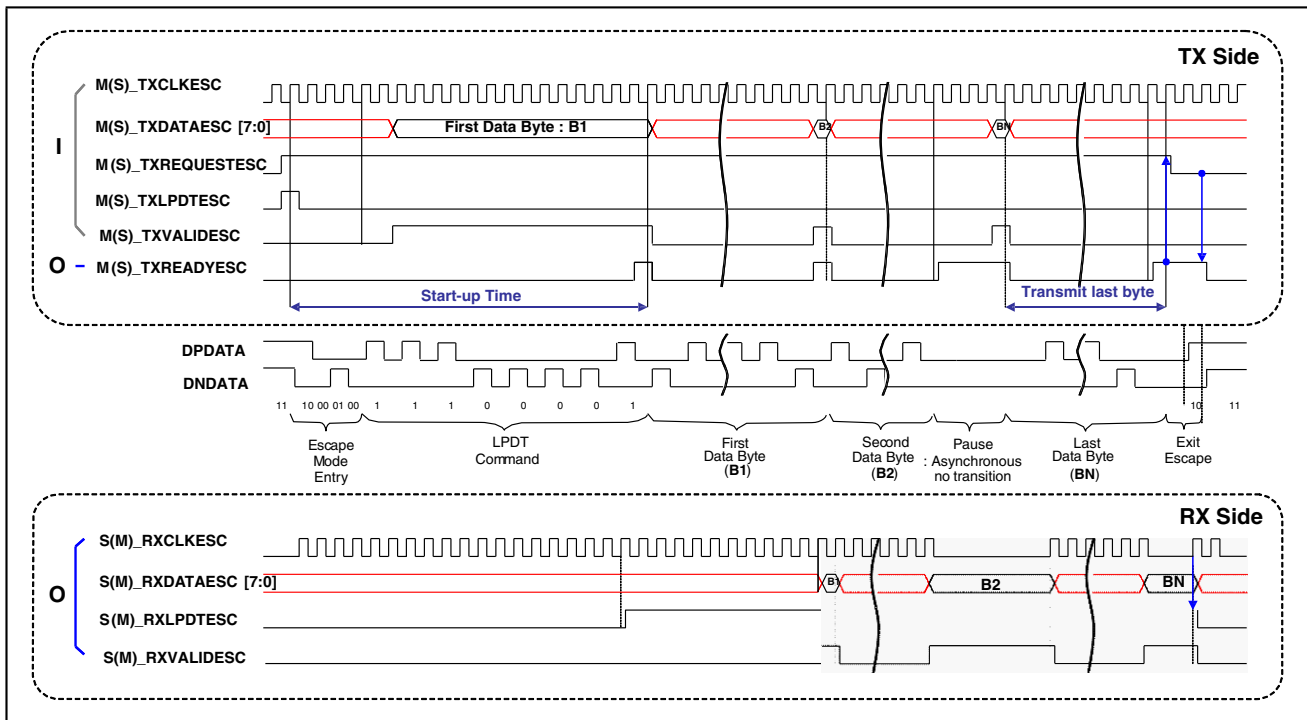 TX Side
M(S)_TXCLKESC
M(S)_TXDATAESC [7:0] First Data Byte : B1 B2 BN
I
M(S)_TXREQUESTESC
M(S)_TXLPDTESC
M(S)_TXVALIDESC
O M(S)_TXREADYESC
Start-up Time Transmit last byte
DPDATA
DNDATA
11 10 00 01 00 1 1 1 0 0 0 0 1 10 11
Escape Mode Entry
LPDT Command
First Data Byte (B1)
Second Data Byte (B2)
Pause : Asynchronous no transition
Last Data Byte (BN)
Exit Escape
RX Side
S(M)_RXCLKESC
S(M)_RXDATAESC [7:0] B1 B2 BN
O
S(M)_RXLPDTESC
S(M)_RXVALIDESC